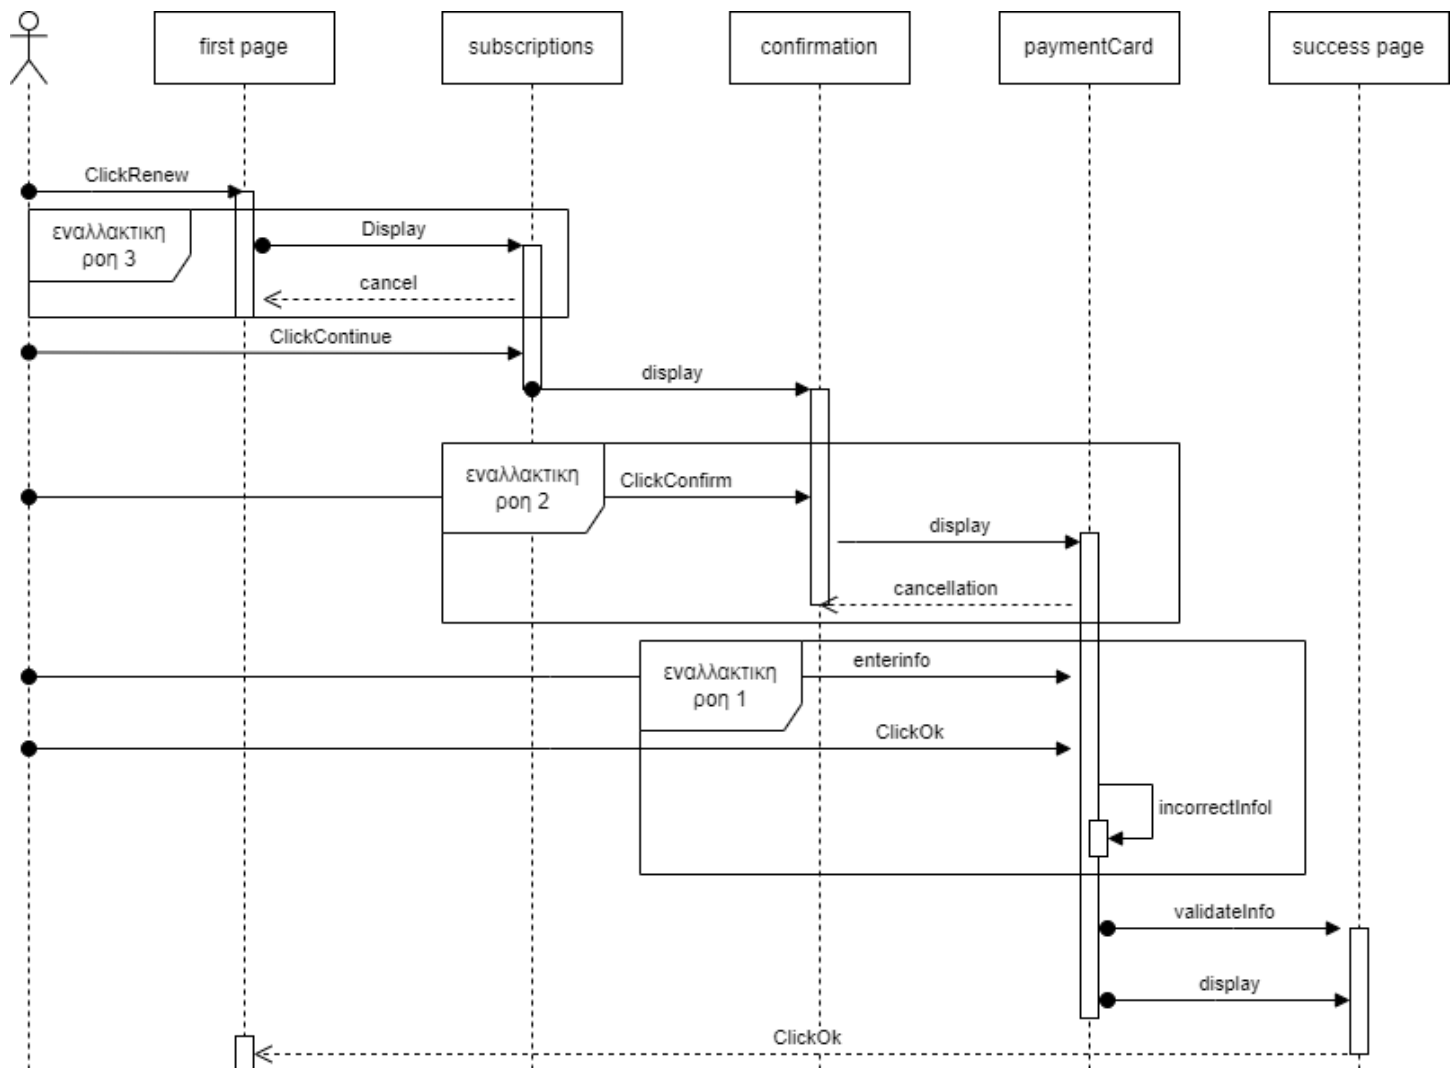 first page
subscriptions
confirmation
paymentCard
success page
ClickRenew
εναλλακτικη
ροη 3
Display
cancel
ClickContinue
display
εναλλακτικη
ροη 2
ClickConfirm
display
cancellation
εναλλακτικη
ροη 1
enterinfo
ClickOk
incorrectInfol
validateInfo
display
ClickOk